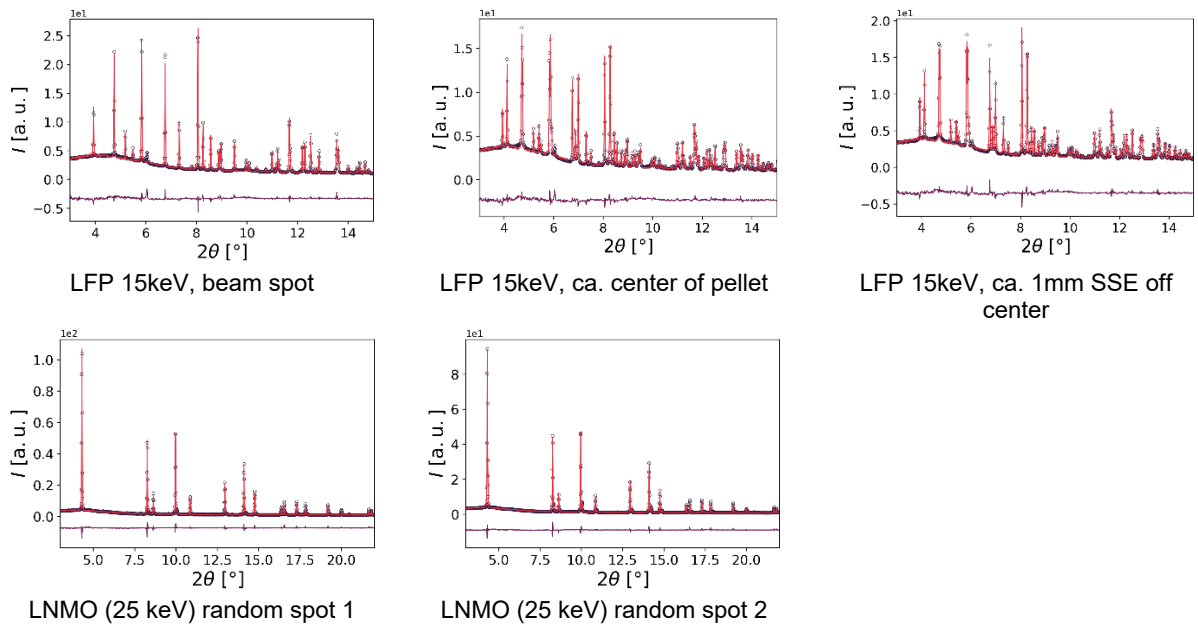 1e1
2.5
2.0
1.5
1.0
0.5
0.0
−0.5
I [a. u. ]
4 6 8 10 12 14
2θ [°]
LFP 15keV, beam spot
1e1
1.5
1.0
0.5
0.0
I [a. u. ]
4 6 8 10 12 14
2θ [°]
LFP 15keV, ca. center of pellet
1e1
2.0
1.5
1.0
0.5
0.0
−0.5
I [a. u. ]
4 6 8 10 12 14
2θ [°]
LFP 15keV, ca. 1mm SSE off
center
1e2
1.0
0.8
0.6
0.4
0.2
0.0
I [a. u. ]
5.0 7.5 10.0 12.5 15.0 17.5 20.0
2θ [°]
LNMO (25 keV) random spot 1
1e1
8
6
4
2
0
I [a. u. ]
5.0 7.5 10.0 12.5 15.0 17.5 20.0
2θ [°]
LNMO (25 keV) random spot 2